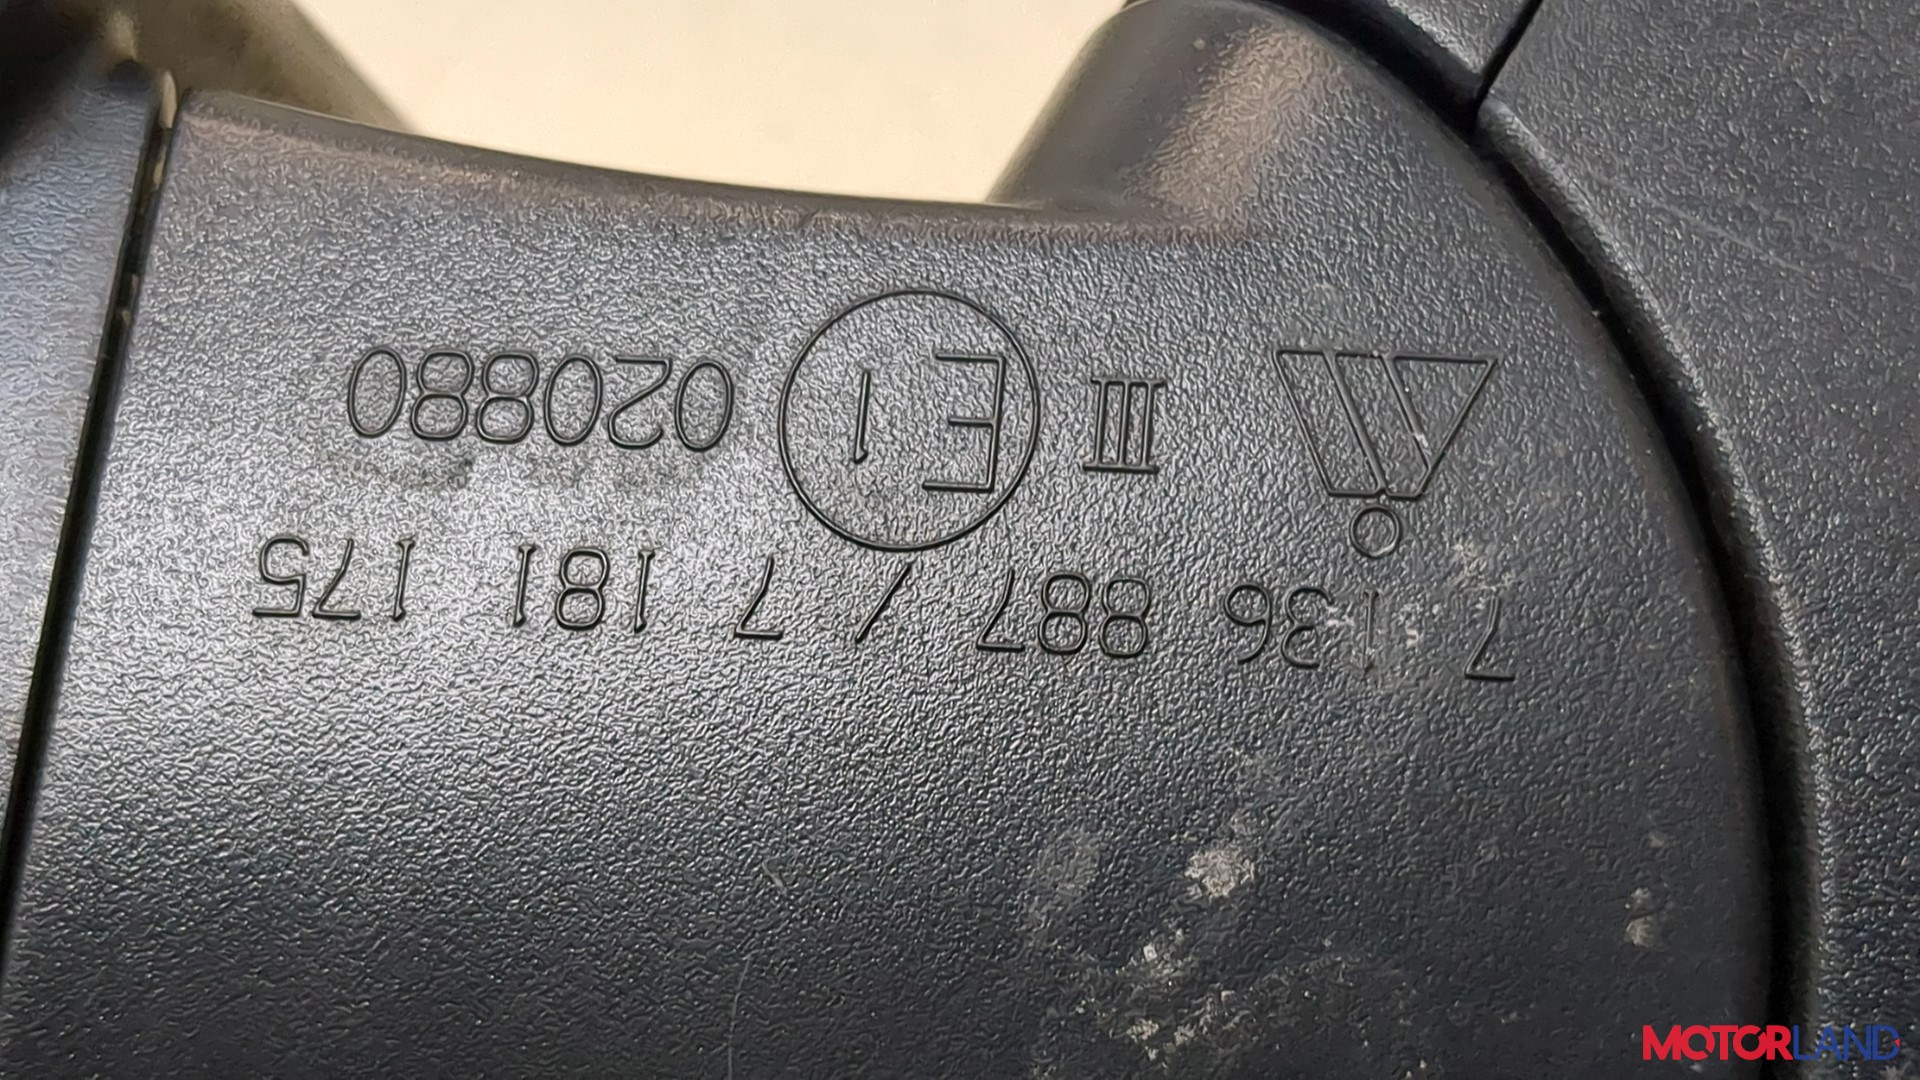 7 136 887 / 7 181 175
III E1 020880
MOTORLAND